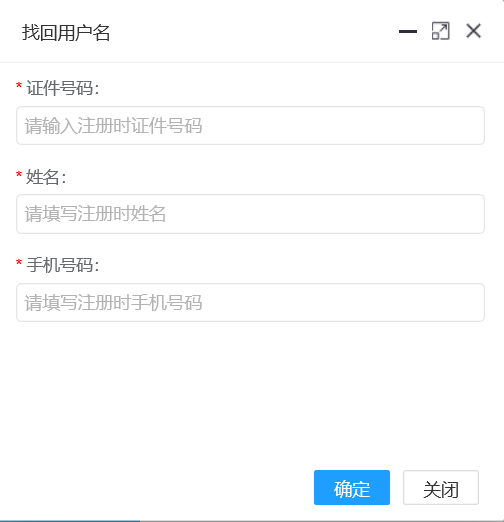 找回用户名
* 证件号码：
请输入注册时证件号码
* 姓名：
请填写注册时姓名
* 手机号码：
请填写注册时手机号码
确定 关闭